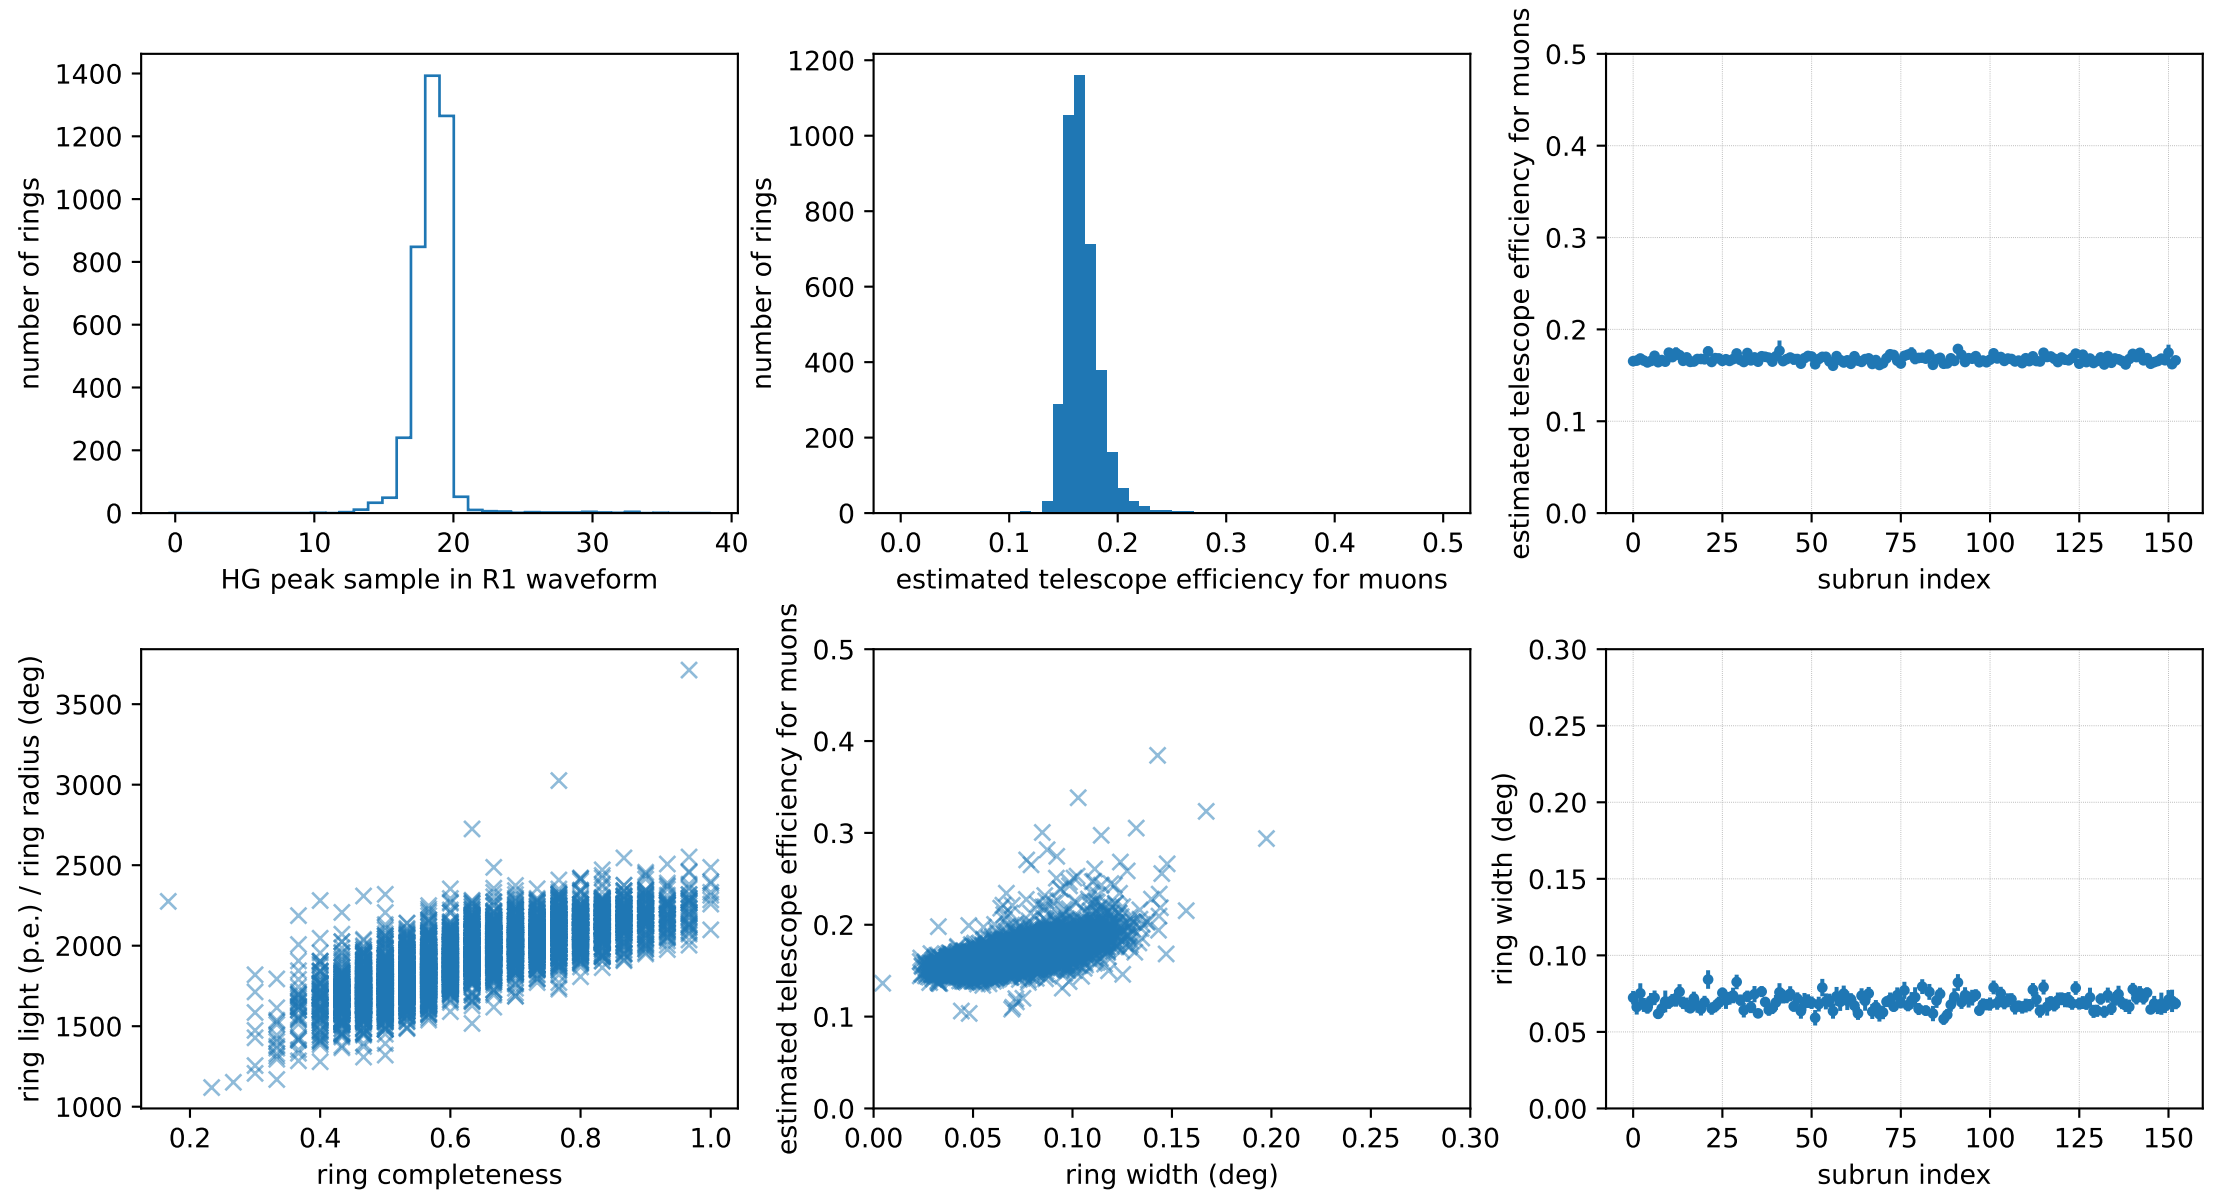 1400
1200
1000
800
600
400
200
0
number of rings
0 10 20 30 40
HG peak sample in R1 waveform
1200
1000
800
600
400
200
0
number of rings
0.0 0.1 0.2 0.3 0.4 0.5
estimated telescope efficiency for muons
0.5
0.4
0.3
0.2
0.1
0.0
estimated telescope efficiency for muons
0 25 50 75 100 125 150
subrun index
3500
3000
2500
2000
1500
1000
ring light (p.e.) / ring radius (deg)
0.2 0.4 0.6 0.8 1.0
ring completeness
0.5
0.4
0.3
0.2
0.1
0.0
estimated telescope efficiency for muons
0.00 0.05 0.10 0.15 0.20 0.25 0.30
ring width (deg)
0.30
0.25
0.20
0.15
0.10
0.05
0.00
ring width (deg)
0 25 50 75 100 125 150
subrun index